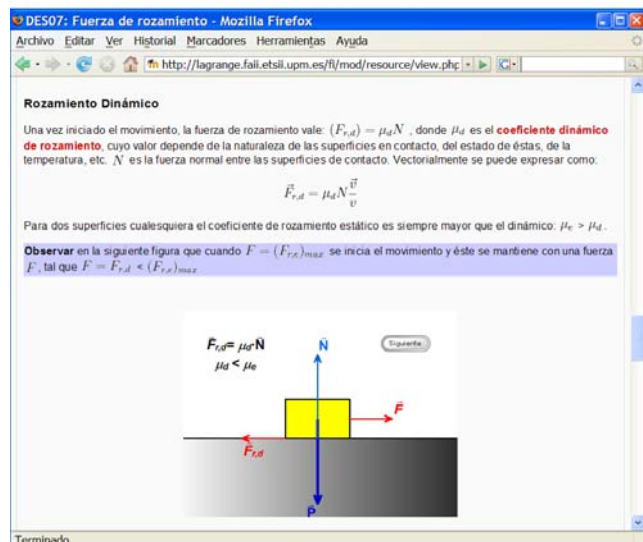 DES07: Fuerza de rozamiento - Mozilla Firefox
Archivo Editar Ver Historial Marcadores Herramientas Ayuda
http://lagrange.faii.etsii.upm.es/fi/mod/resource/view.php
Rozamiento Dinámico
Una vez iniciado el movimiento, la fuerza de rozamiento vale: (F_{r,d}) = μ_d N , donde μ_d es el coeficiente dinámico
de rozamiento, cuyo valor depende de la naturaleza de las superficies en contacto, del estado de éstas, de la
temperatura, etc. N es la fuerza normal entre las superficies de contacto. Vectorialmente se puede expresar como:
\vec{F}_{r,d} = μ_d N \frac{\vec{v}}{v}
Para dos superficies cualesquiera el coeficiente de rozamiento estático es siempre mayor que el dinámico: μ_e > μ_d .
Observar en la siguiente figura que cuando F = (F_{r,e})_{max} se inicia el movimiento y éste se mantiene con una fuerza
F , tal que F = F_{r,d} < (F_{r,e})_{max}
F̄_{r,d}= μ_d·N̄
N̄
Siguiente
μ_d < μ_e
F̄
F̄_{r,d}
P̄
Terminado